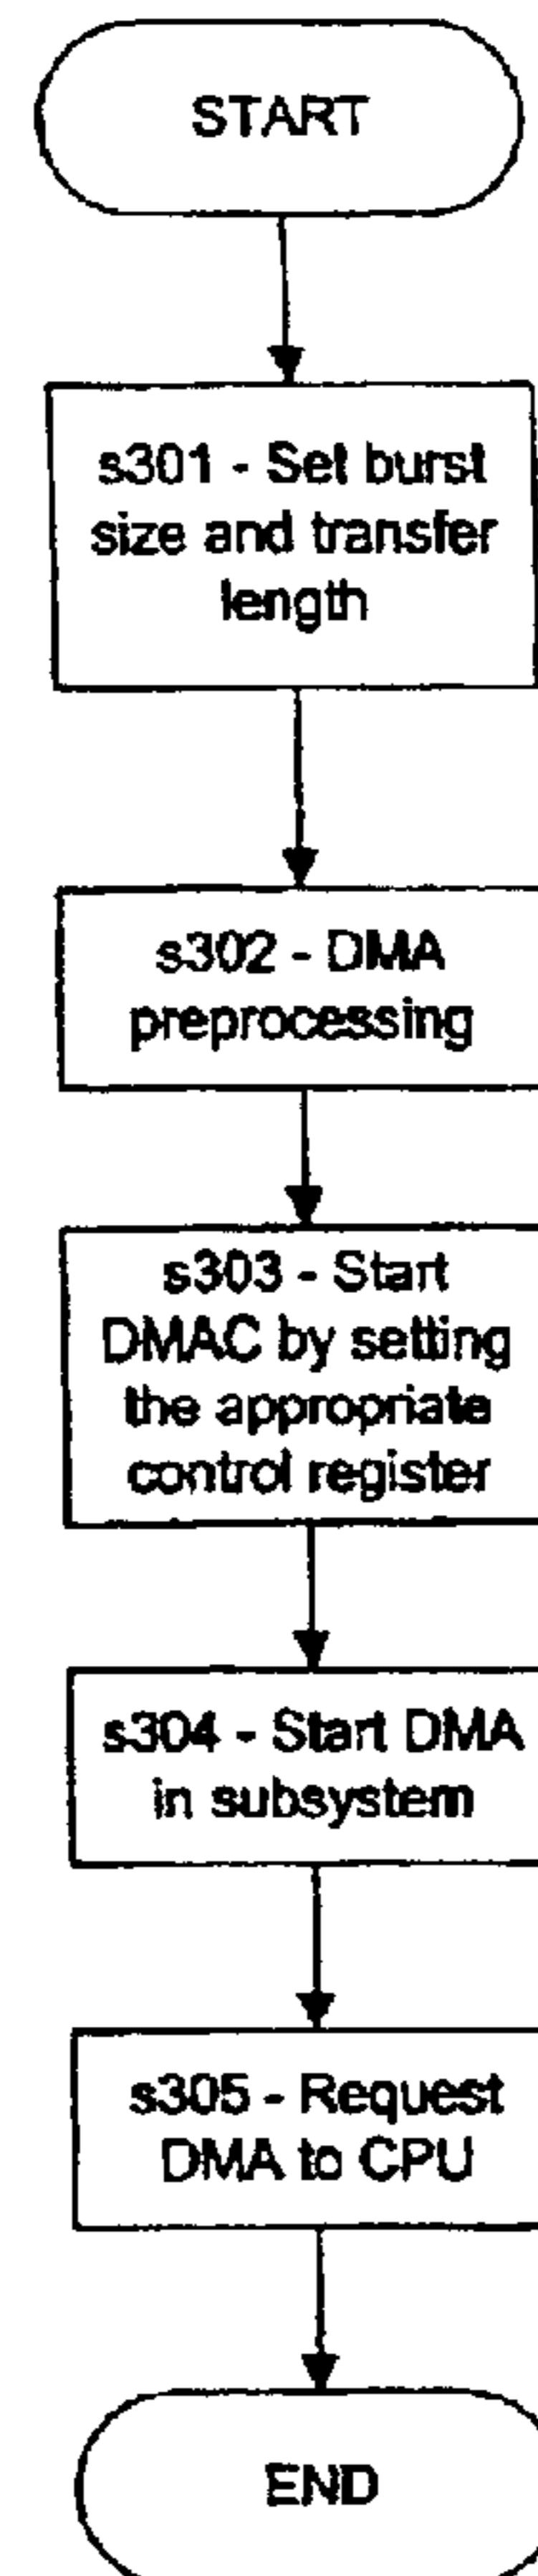 START
s301 - Set burst
size and transfer
length
s302 - DMA
preprocessing
s303 - Start
DMAC by setting
the appropriate
control register
s304 - Start DMA
in subsystem
s305 - Request
DMA to CPU
END